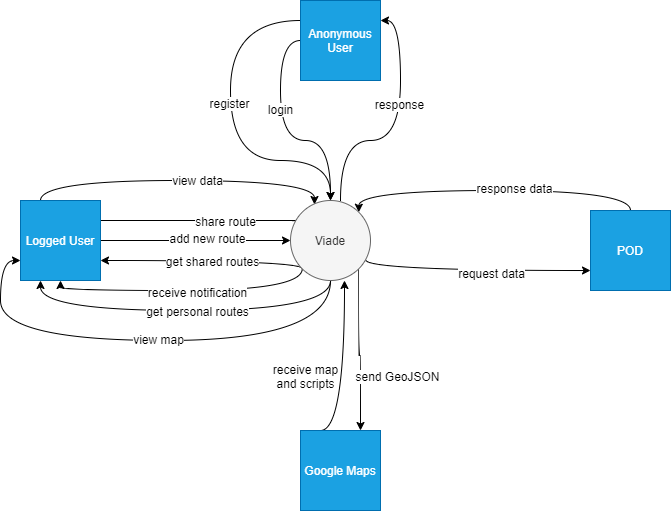 Anonymous
User
register
login
response
view data
response data
share route
Logged User
add new route
Viade
POD
get shared routes
request data
receive notification
get personal routes
view map
receive map
and scripts
send GeoJSON
Google Maps